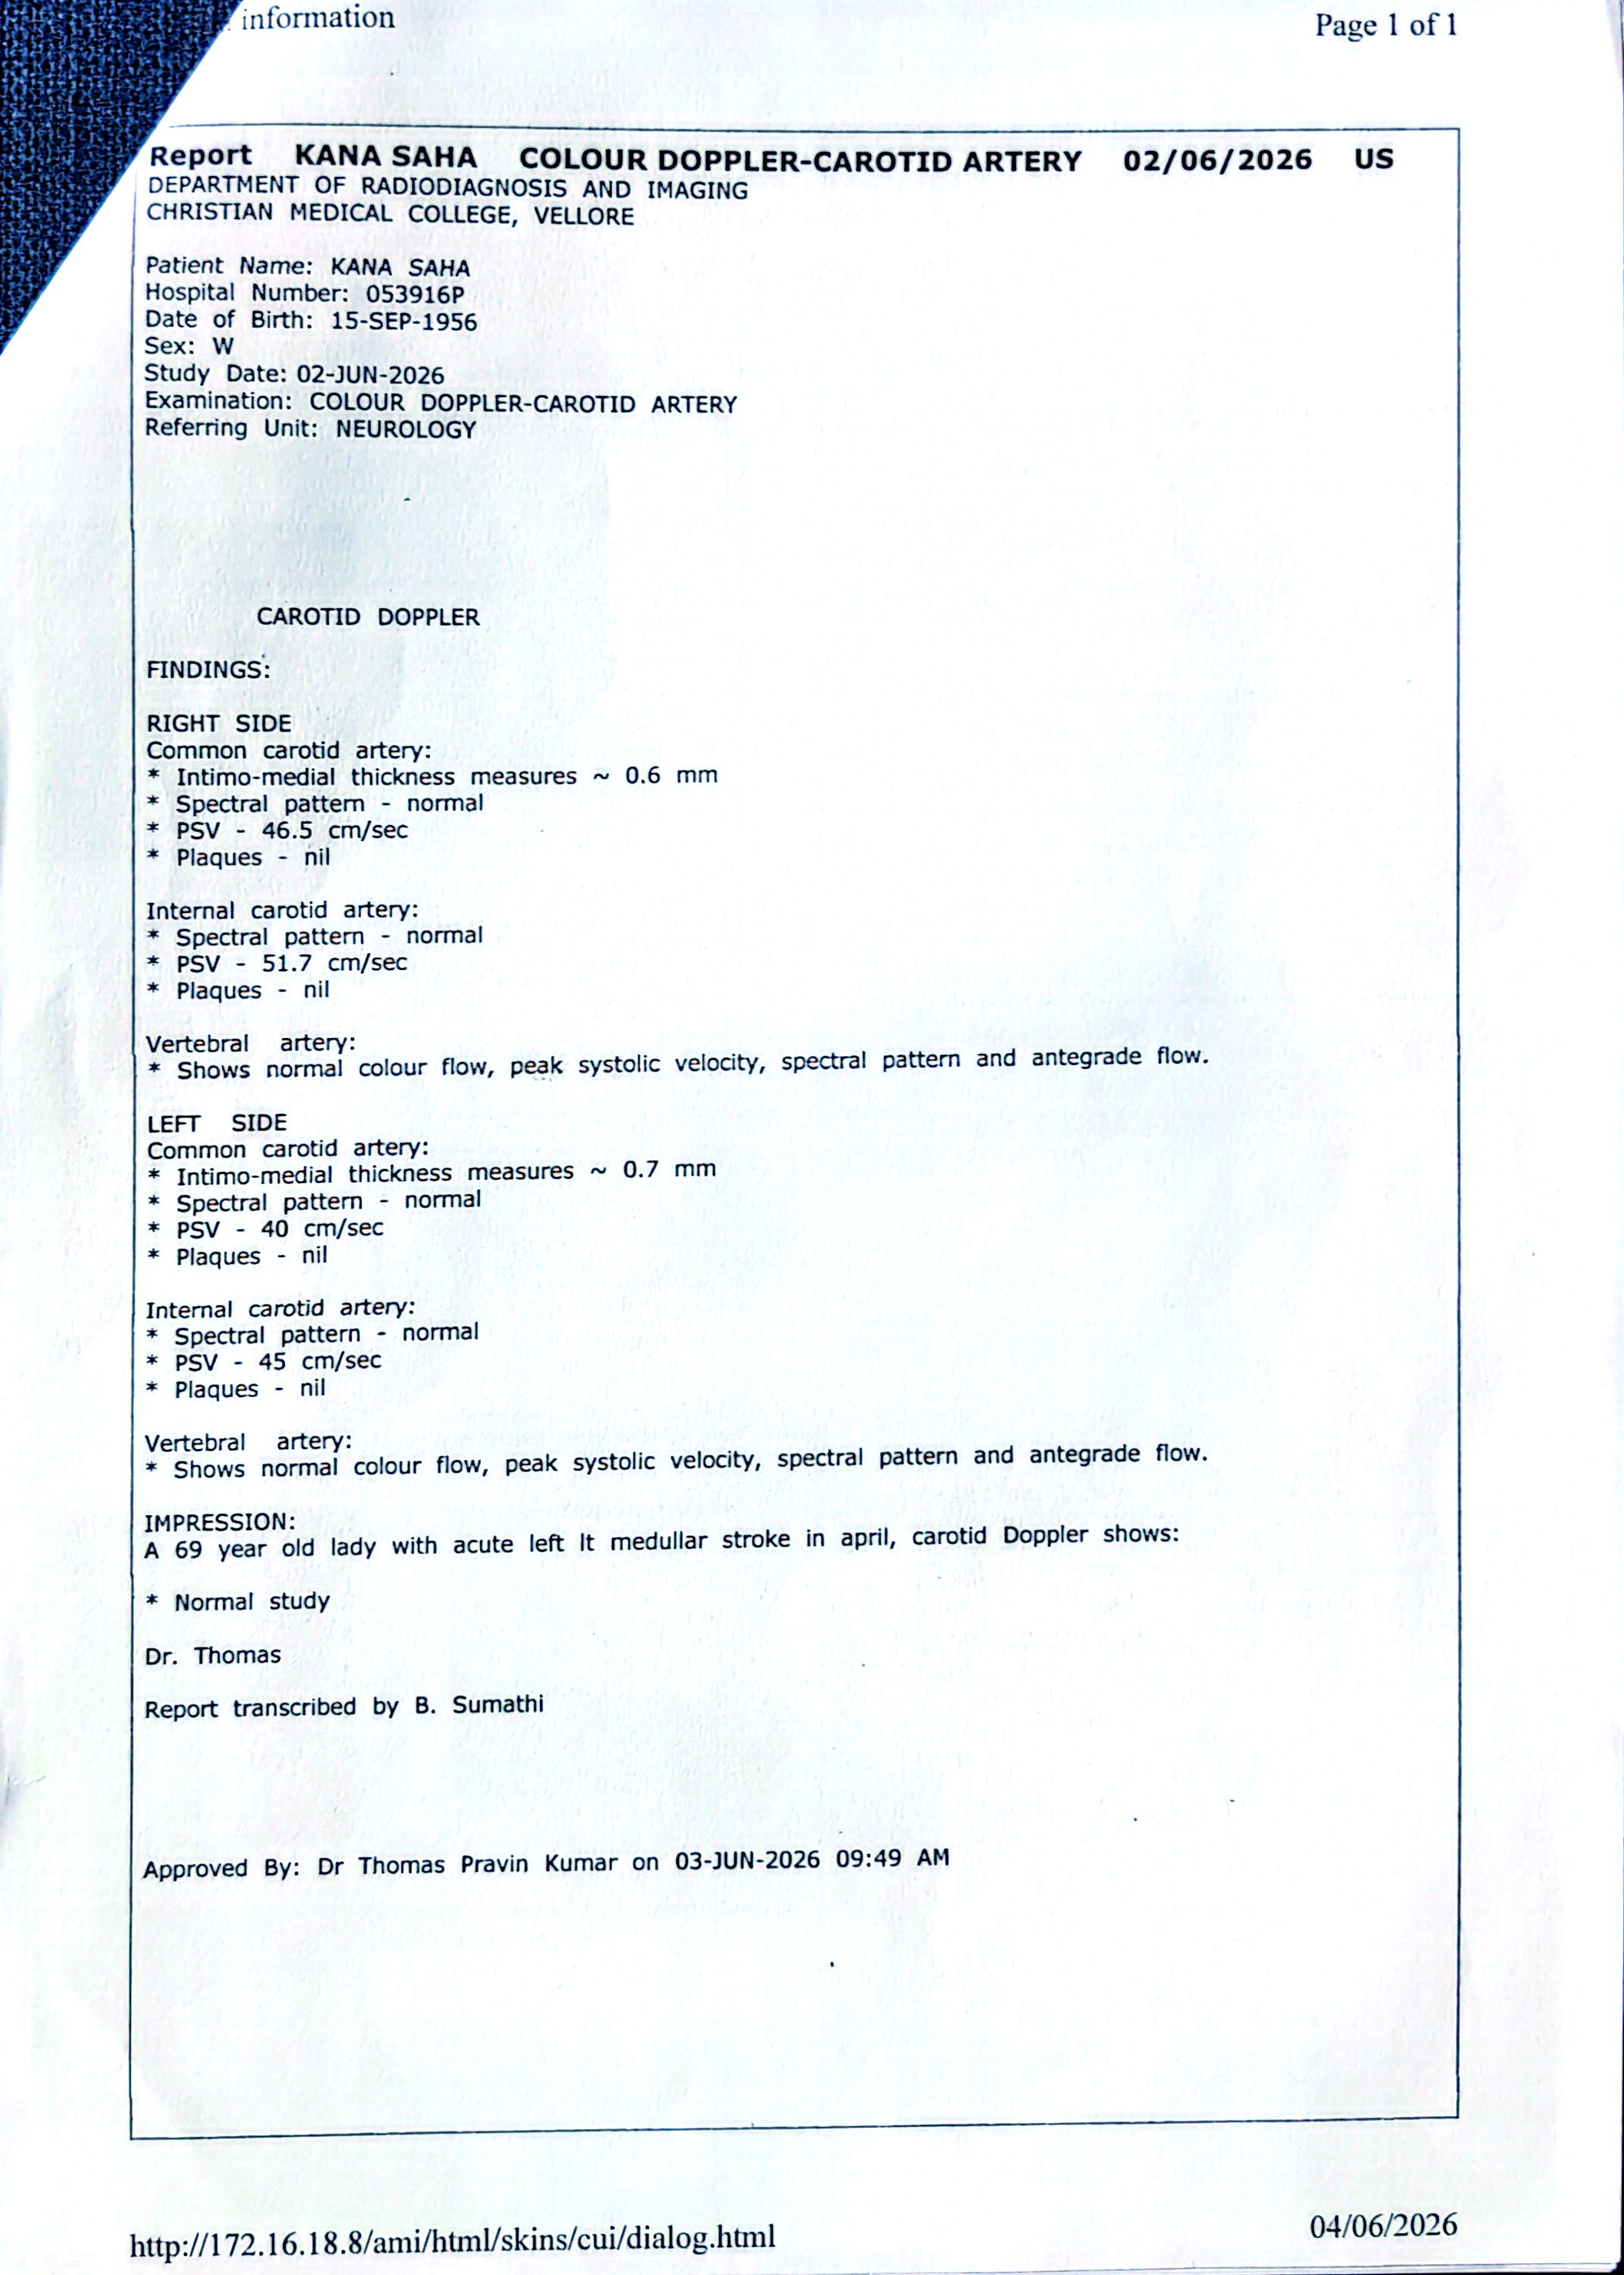 information
Page 1 of 1
Report KANA SAHA COLOUR DOPPLER-CAROTID ARTERY 02/06/2026 US
DEPARTMENT OF RADIODIAGNOSIS AND IMAGING
CHRISTIAN MEDICAL COLLEGE, VELLORE
Patient Name: KANA SAHA
Hospital Number: 053916P
Date of Birth: 15-SEP-1956
Sex: W
Study Date: 02-JUN-2026
Examination: COLOUR DOPPLER-CAROTID ARTERY
Referring Unit: NEUROLOGY
CAROTID DOPPLER
FINDINGS:
RIGHT SIDE
Common carotid artery:
* Intimo-medial thickness measures ~ 0.6 mm
* Spectral pattern - normal
* PSV - 46.5 cm/sec
* Plaques - nil
Internal carotid artery:
* Spectral pattern - normal
* PSV - 51.7 cm/sec
* Plaques - nil
Vertebral artery:
* Shows normal colour flow, peak systolic velocity, spectral pattern and antegrade flow.
LEFT SIDE
Common carotid artery:
* Intimo-medial thickness measures ~ 0.7 mm
* Spectral pattern - normal
* PSV - 40 cm/sec
* Plaques - nil
Internal carotid artery:
* Spectral pattern - normal
* PSV - 45 cm/sec
* Plaques - nil
Vertebral artery:
* Shows normal colour flow, peak systolic velocity, spectral pattern and antegrade flow.
IMPRESSION:
A 69 year old lady with acute left lt medullar stroke in april, carotid Doppler shows:
* Normal study
Dr. Thomas
Report transcribed by B. Sumathi
Approved By: Dr Thomas Pravin Kumar on 03-JUN-2026 09:49 AM
http://172.16.18.8/ami/html/skins/cui/dialog.html
04/06/2026